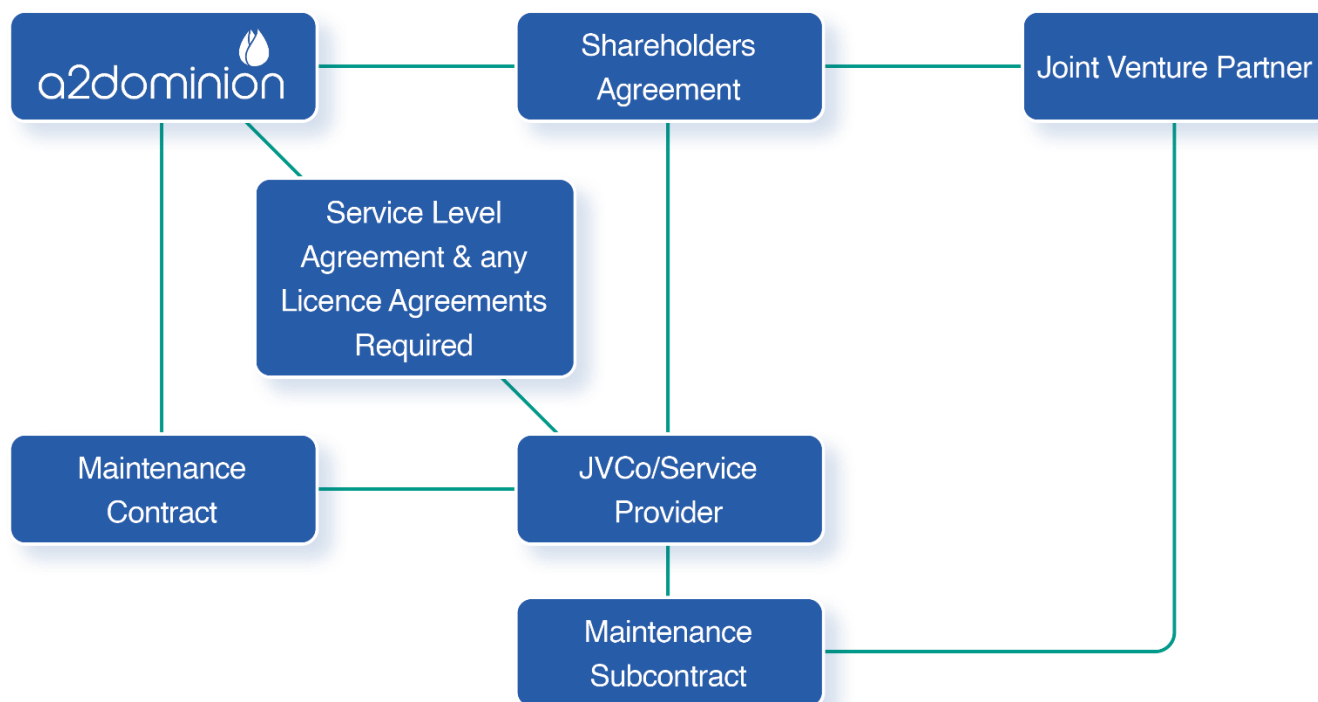 a2dominion
Shareholders
Agreement
Joint Venture Partner
Service Level
Agreement & any
Licence Agreements
Required
Maintenance
Contract
JVCo/Service
Provider
Maintenance
Subcontract